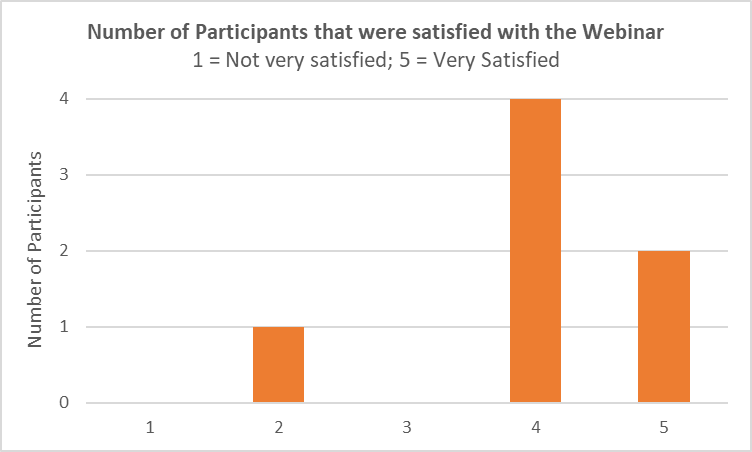 Number of Participants that were satisfied with the Webinar
1 = Not very satisfied; 5 = Very Satisfied
Number of Participants
4
3
2
1
0
1 2 3 4 5